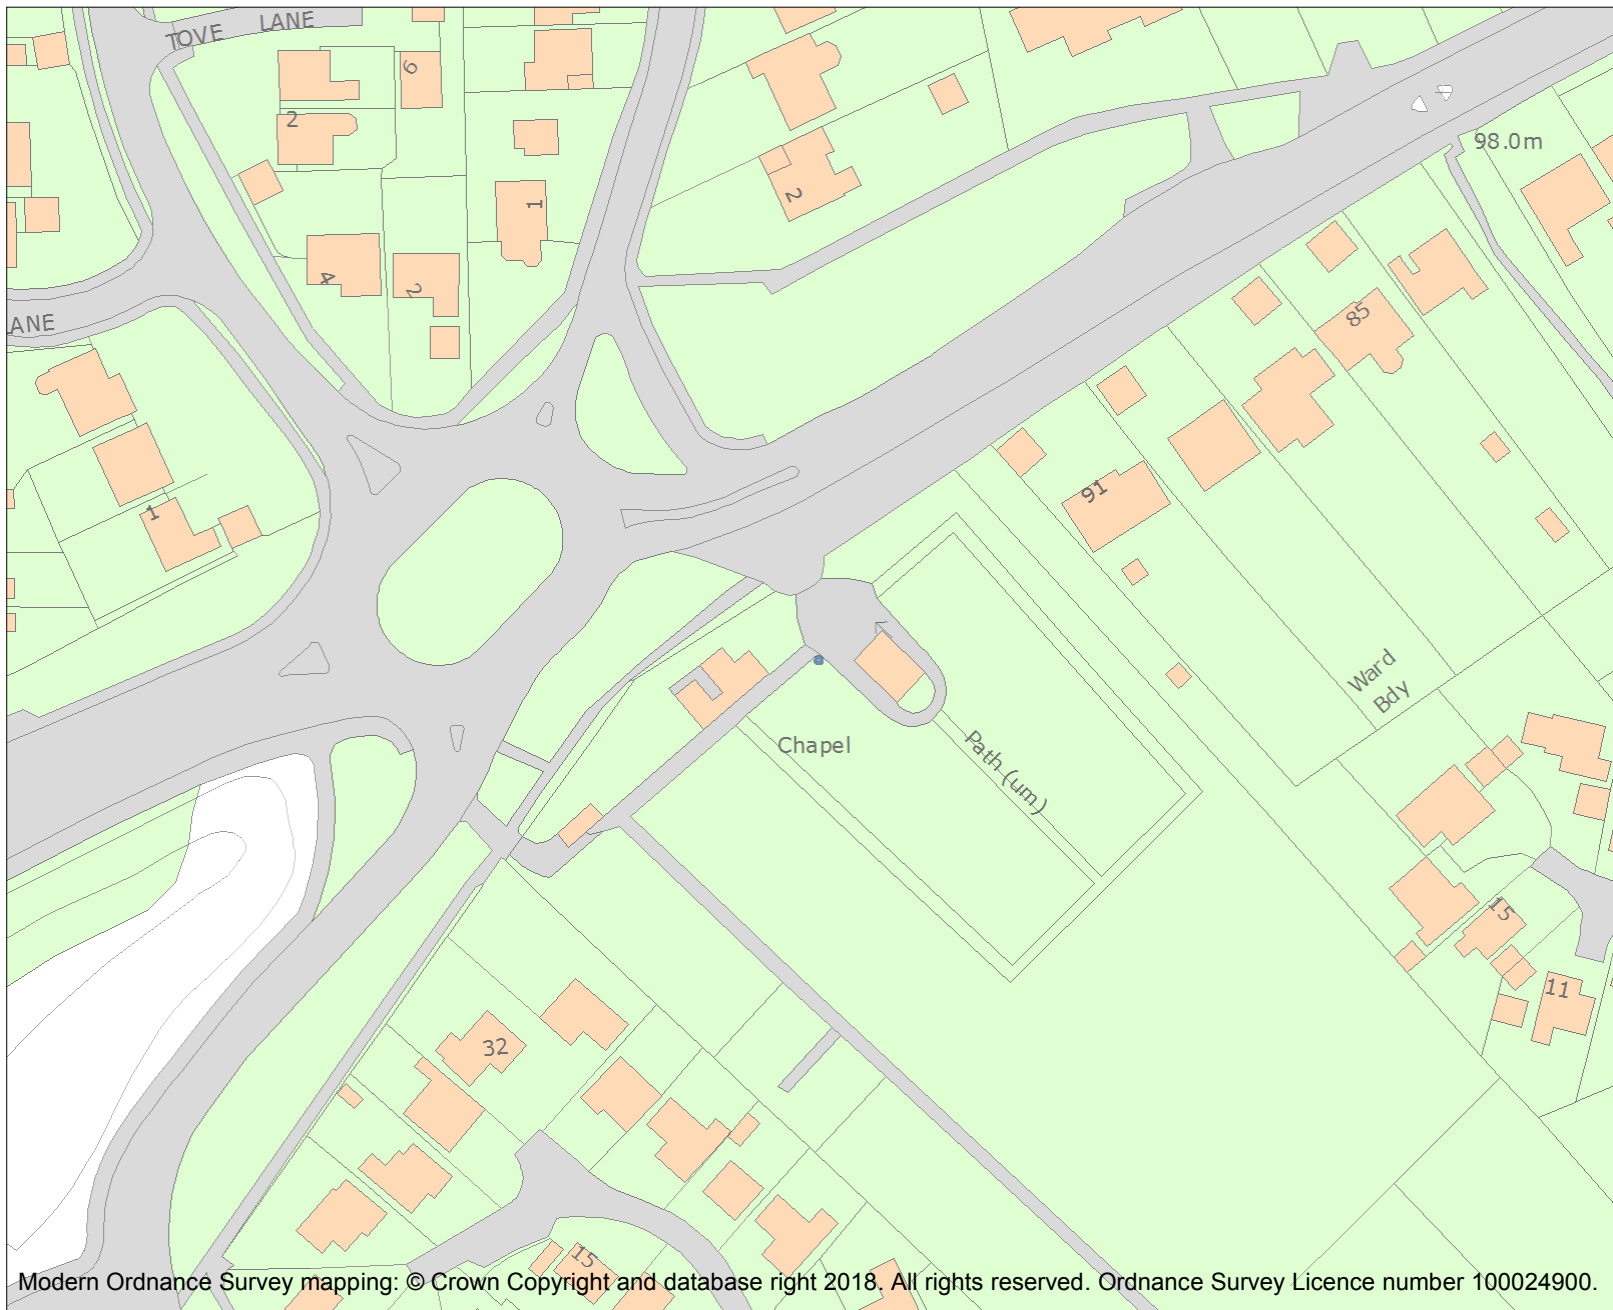 TOVE LANE
6
2
98.0m
1
2
4
2
ANE
85
91
1
Ward
Bdy
Chapel
Path (um)
15
11
32
15
Modern Ordnance Survey mapping: © Crown Copyright and database right 2018. All rights reserved. Ordnance Survey Licence number 100024900.